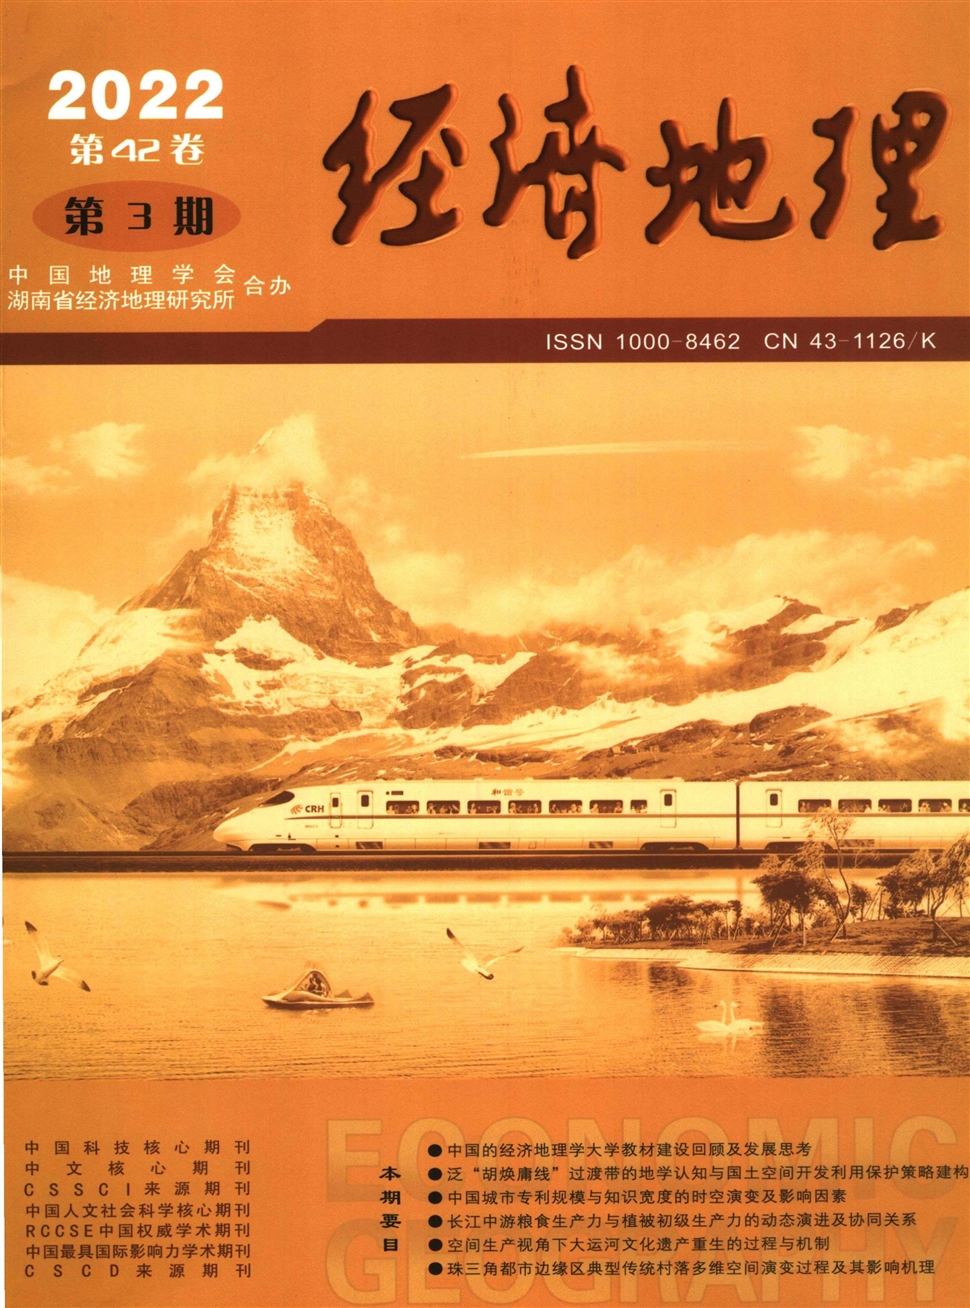 2022
第42卷
第3期
经济地理
中国地理学会
湖南省经济地理研究所
合办
ISSN 1000-8462 CN 43-1126/K
和谐号
CRH
ECONOMIC
GEOGRAPHY
中国科技核心期刊
中文核心期刊
CSSCI来源期刊
中国人文社会科学核心期刊
RCCSE中国权威学术期刊
中国最具国际影响力学术期刊
CSCD来源期刊
本期要目
●中国的经济地理学大学教材建设回顾及发展思考
●泛“胡焕庸线”过渡带的地学认知与国土空间开发利用保护策略建构
●中国城市专利规模与知识宽度的时空演变及影响因素
●长江中游粮食生产力与植被初级生产力的动态演进及协同关系
●空间生产视角下大运河文化遗产重生的过程与机制
●珠三角都市边缘区典型传统村落多维空间演变过程及其影响机理